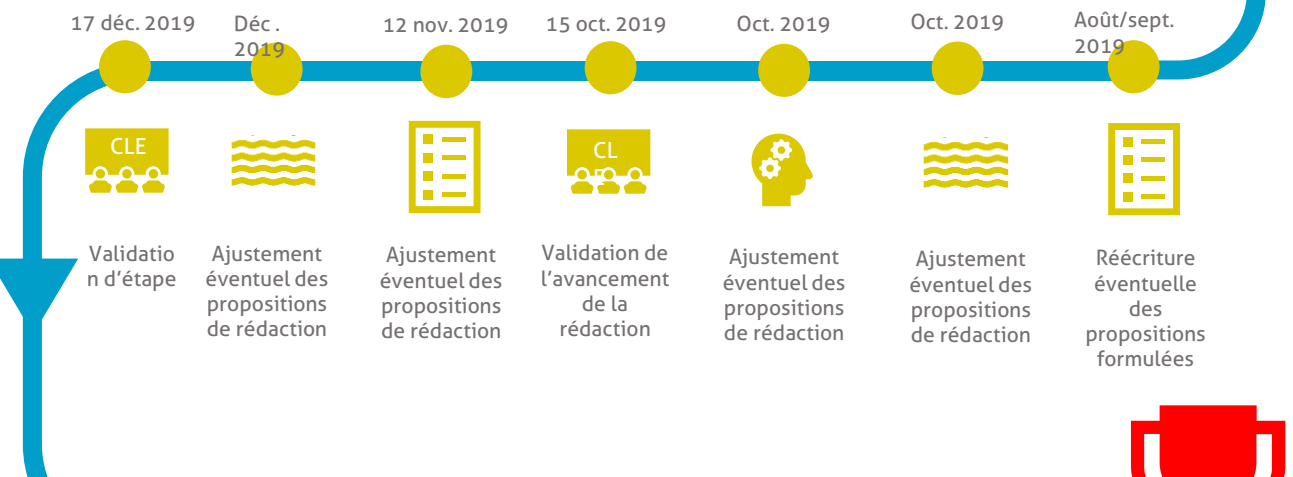 17 déc. 2019
Déc .
2019
12 nov. 2019
15 oct. 2019
Oct. 2019
Oct. 2019
Août/sept.
2019
CLE
CL
E
Validatio
n d’étape
Ajustement
éventuel des
propositions
de rédaction
Ajustement
éventuel des
propositions
de rédaction
Validation de
l’avancement
de la
rédaction
Ajustement
éventuel des
propositions
de rédaction
Ajustement
éventuel des
propositions
de rédaction
Réécriture
éventuelle
des
propositions
formulées